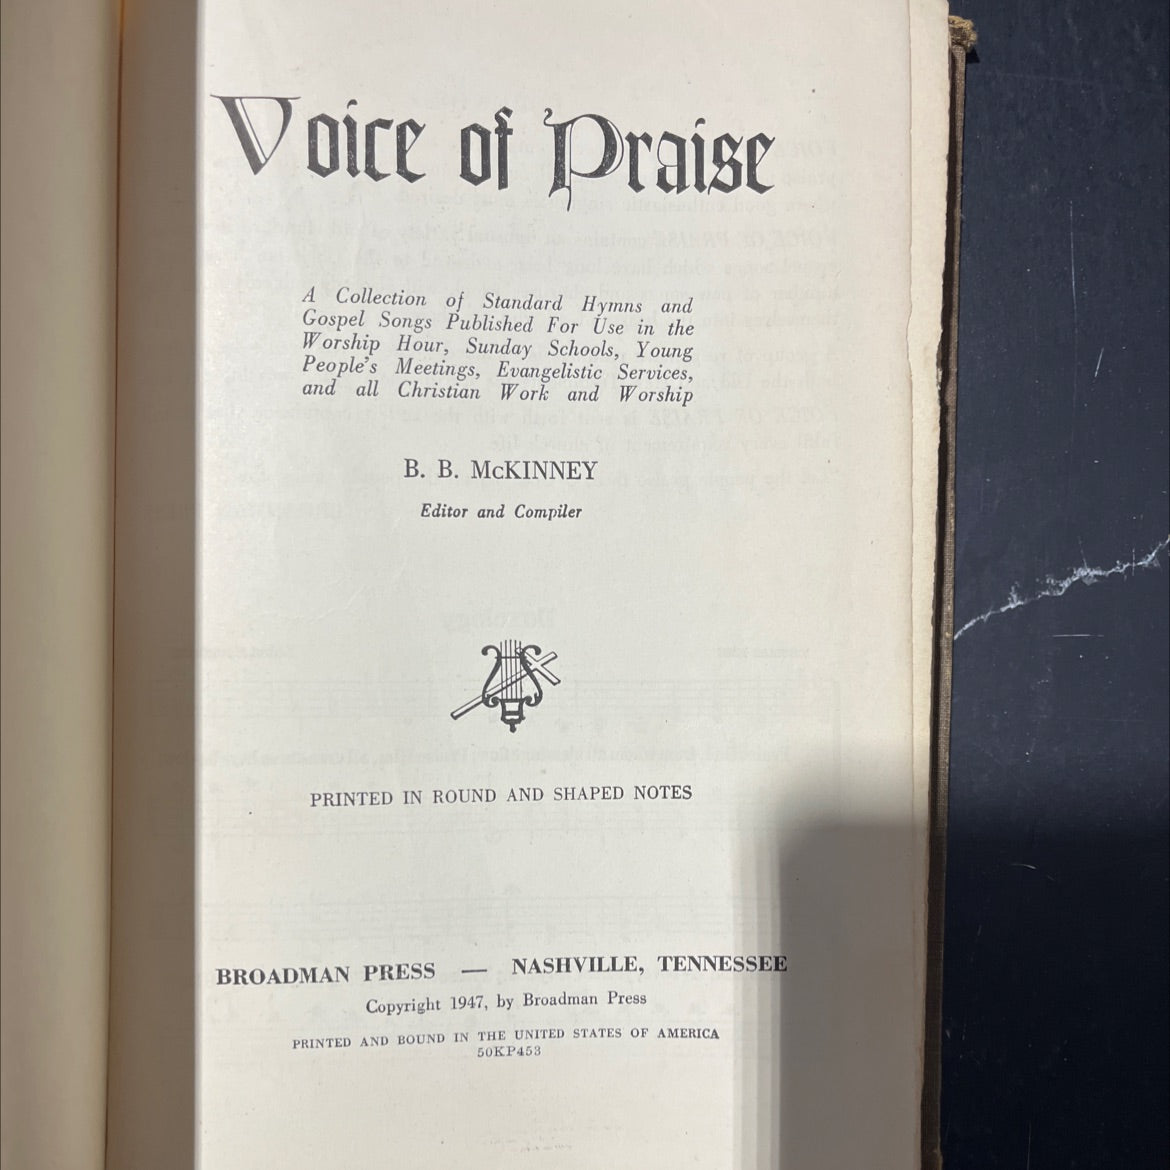 Voice of Praise
A Collection of Standard Hymns and
Gospel Songs Published For Use in the
Worship Hour, Sunday Schools, Young
People's Meetings, Evangelistic Services,
and all Christian Work and Worship
B. B. McKINNEY
Editor and Compiler
PRINTED IN ROUND AND SHAPED NOTES
BROADMAN PRESS — NASHVILLE, TENNESSEE
Copyright 1947, by Broadman Press
PRINTED AND BOUND IN THE UNITED STATES OF AMERICA
50KP453